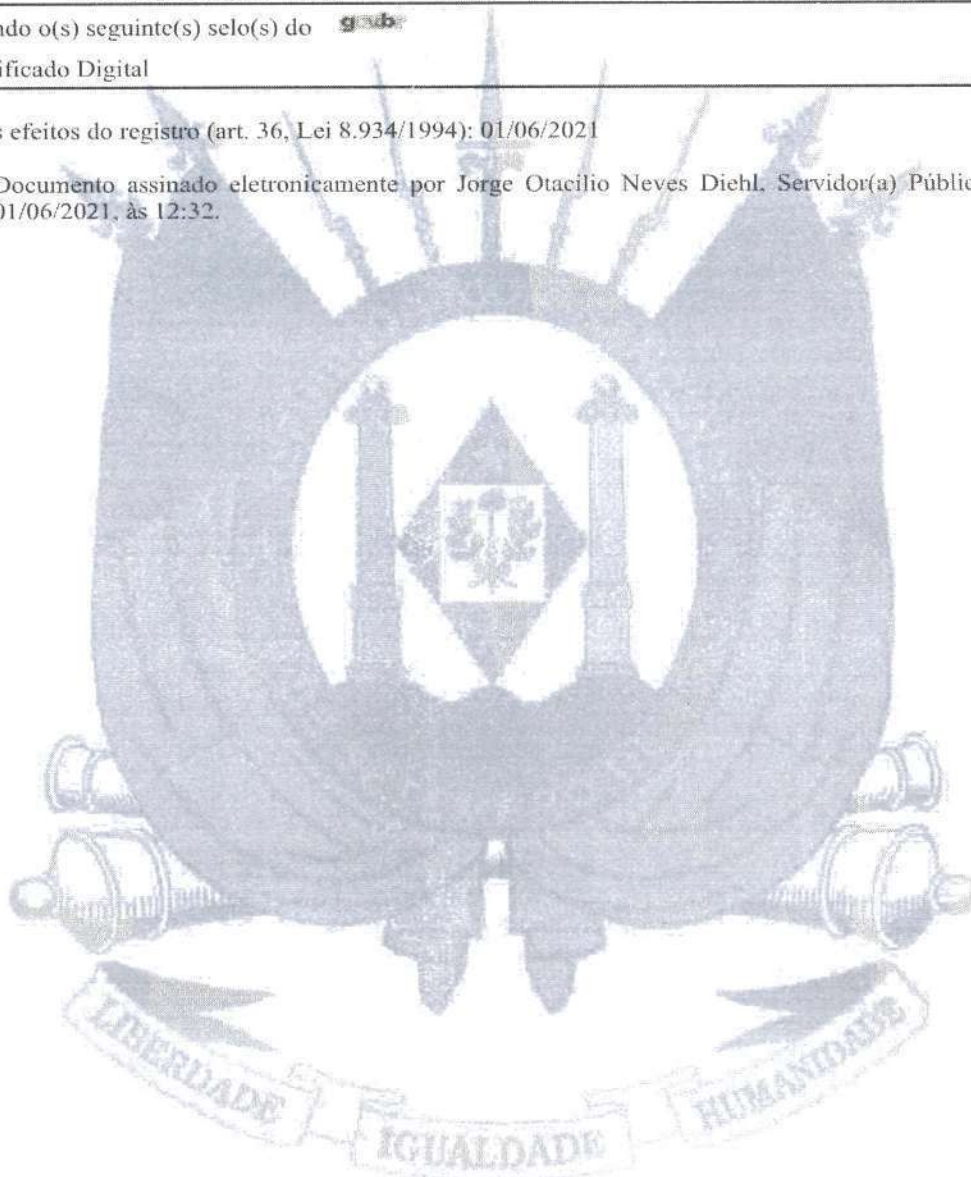 ndo o(s) seguinte(s) selo(s) do
ificado Digital
s efeitos do registro (art. 36, Lei 8.934/1994): 01/06/2021
Documento assinado eletronicamente por Jorge Otacilio Neves Diehl, Servidor(a) Públic
01/06/2021, às 12:32.
LIBERDADE
IGUALDADE
HUMANIDADE